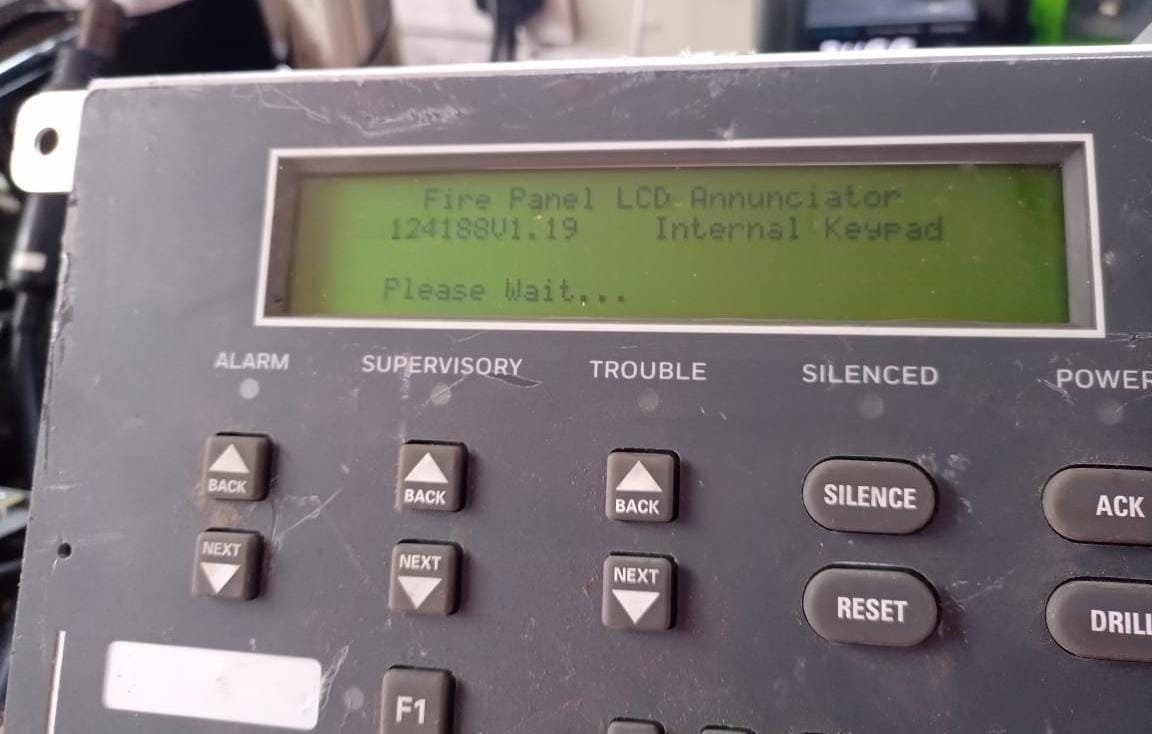 Fire Panel LCD Annunciator
124188V1.19 Internal Keypad
Please Wait...
ALARM SUPERVISORY TROUBLE SILENCED POWER
BACK BACK BACK SILENCE ACK
NEXT NEXT NEXT RESET DRILL
F1